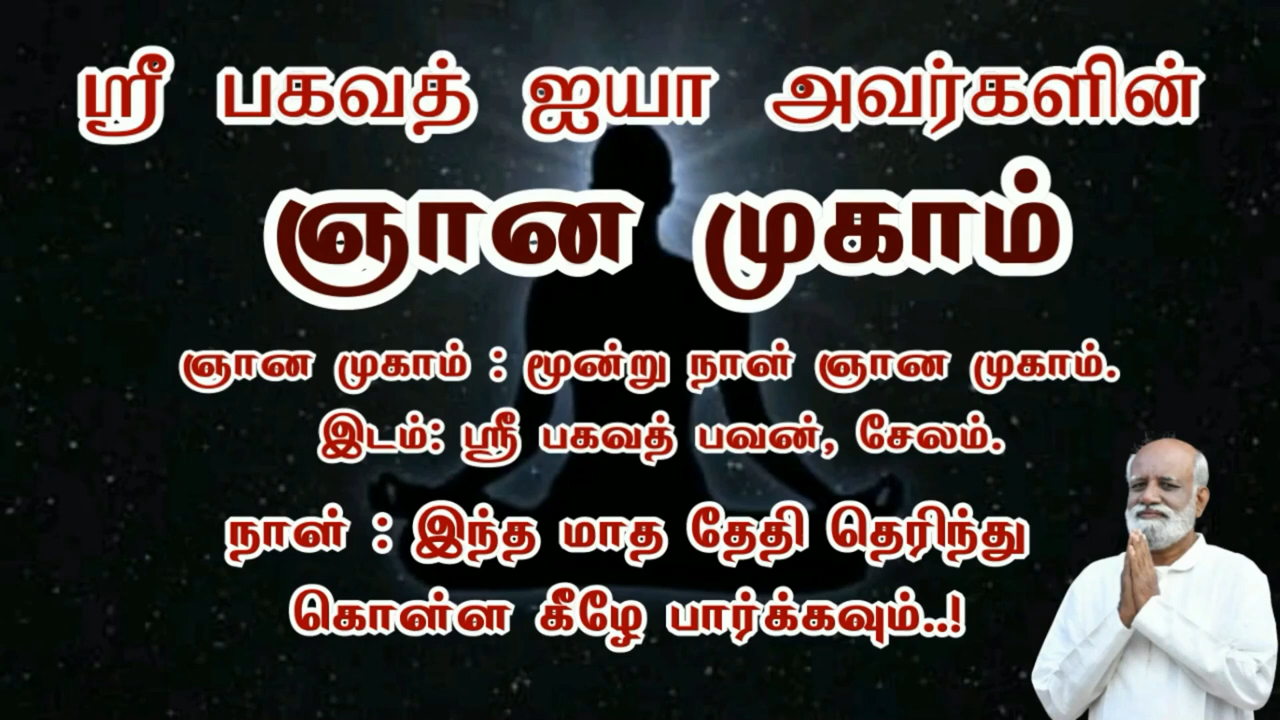 ஸ்ரீ பகவத் ஐயா அவர்களின்
ஞான முகாம்
ஞான முகாம் : மூன்று நாள் ஞான முகாம்.
இடம்: ஸ்ரீ பகவத் பவன், சேலம்.
நாள் : இந்த மாத தேதி தெரிந்து
கொள்ள கீழே பார்க்கவும்..!